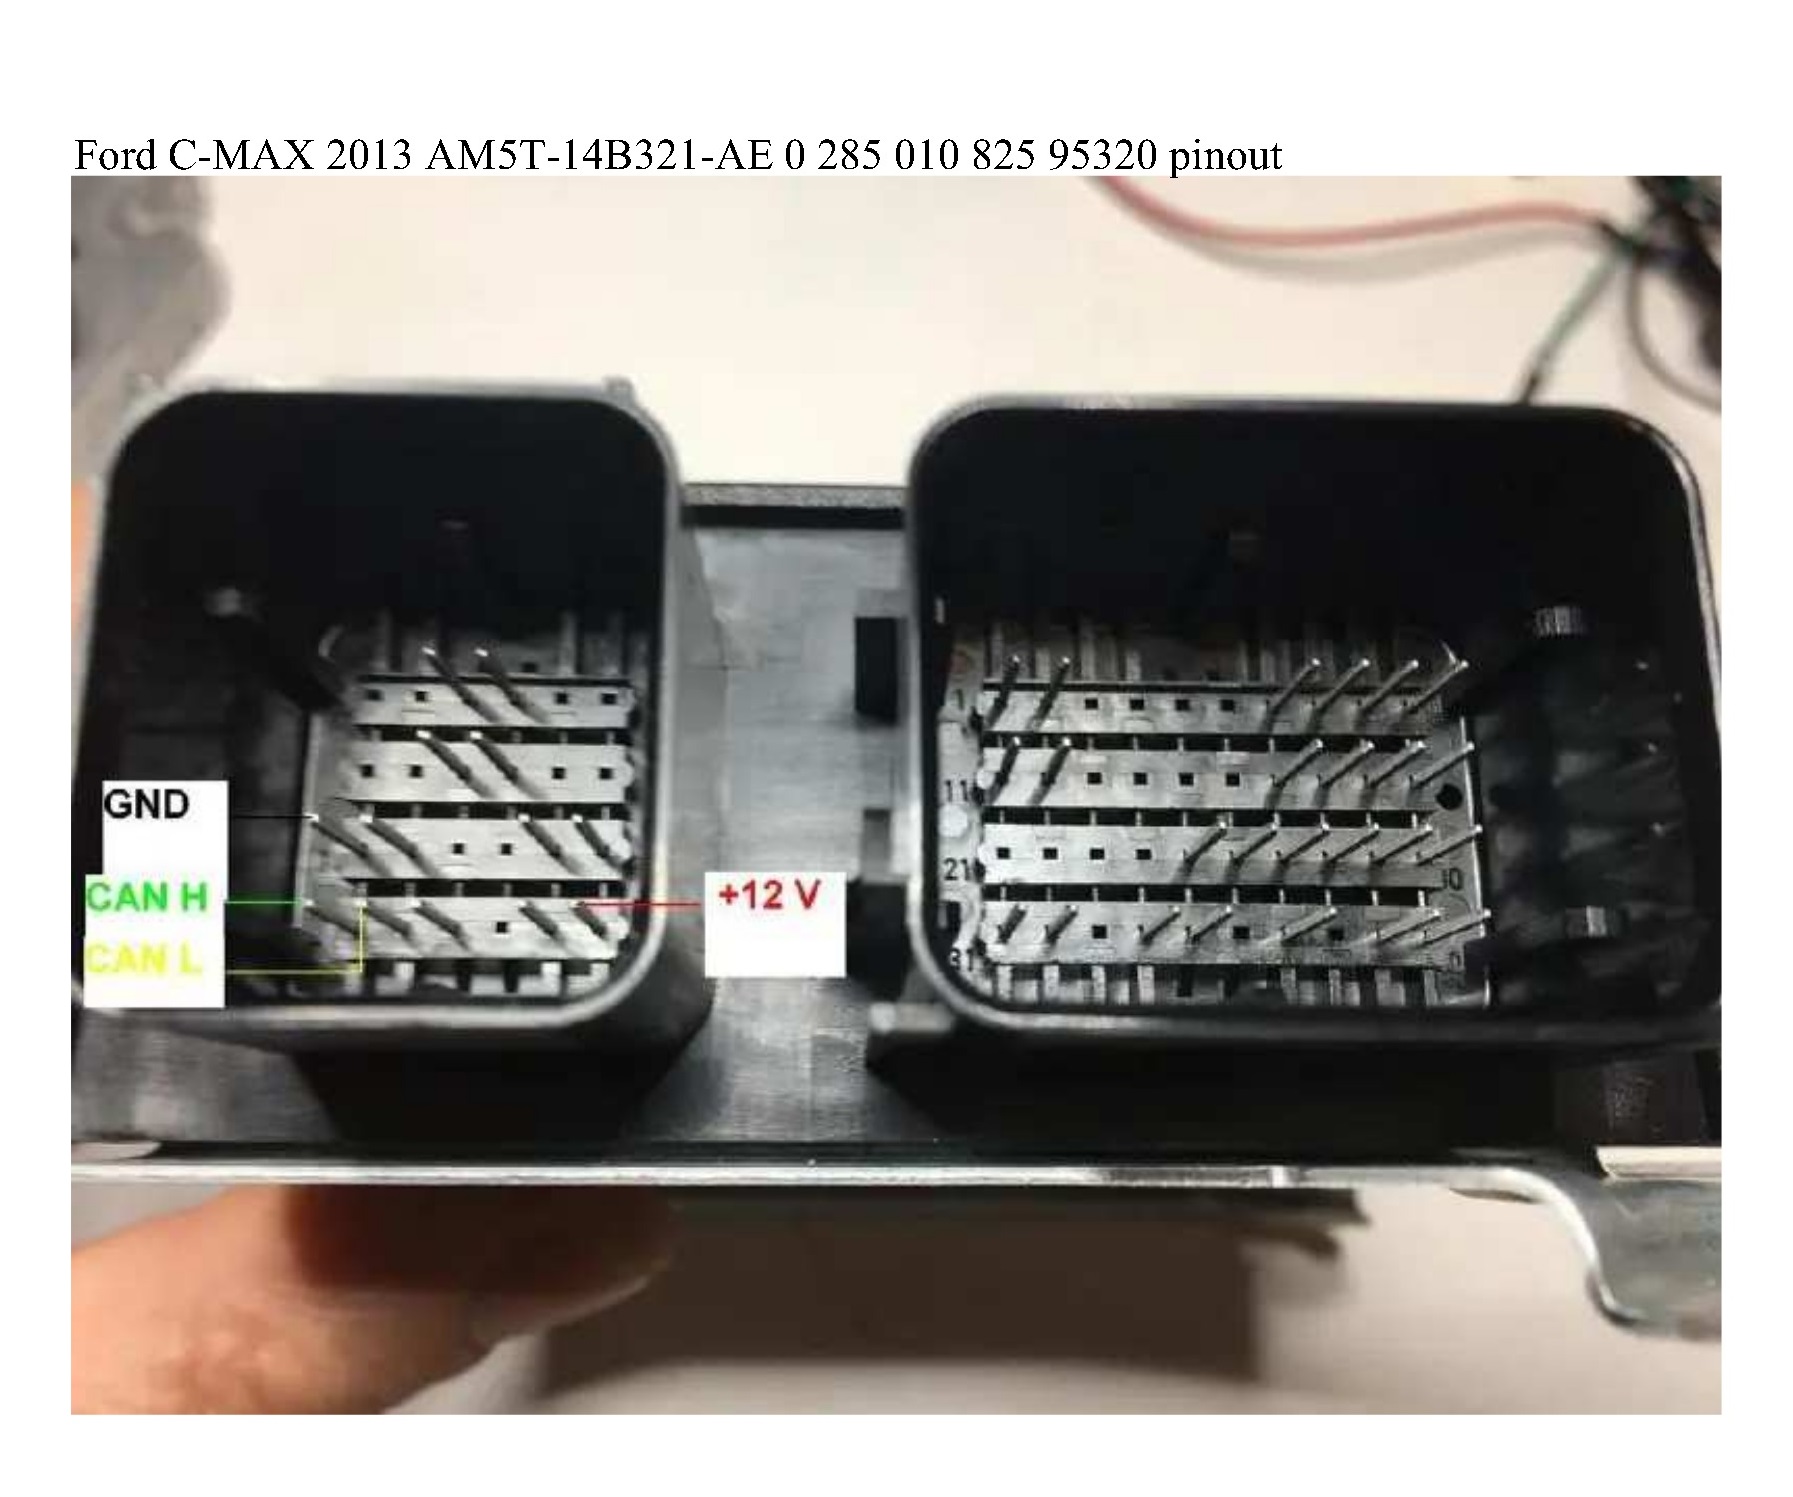 Ford C-MAX 2013 AM5T-14B321-AE 0 285 010 825 95320 pinout
GND
CAN H
CAN L
+12 V
1
11
21
31